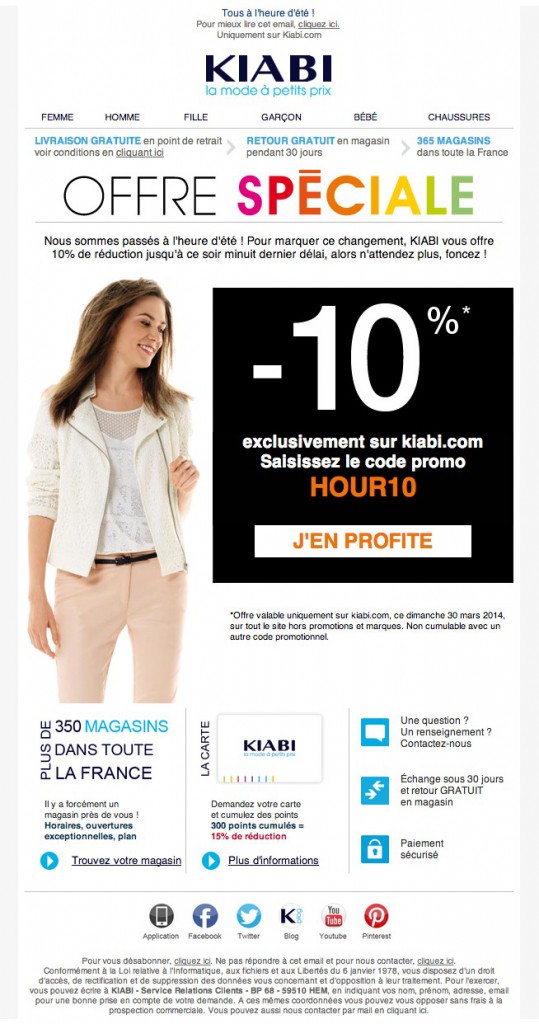 Tous à l'heure d'été !
Pour mieux lire cet email, cliquez ici.
Uniquement sur Kiabi.com
KIABI
la mode à petits prix
FEMME HOMME FILLE GARÇON BÉBÉ CHAUSSURES
LIVRAISON GRATUITE en point de retrait
voir conditions en cliquant ici
RETOUR GRATUIT en magasin
pendant 30 jours
365 MAGASINS
dans toute la France
OFFRE SPĒCIALE
Nous sommes passés à l'heure d'été ! Pour marquer ce changement, KIABI vous offre
10% de réduction jusqu'à ce soir minuit dernier délai, alors n'attendez plus, foncez !
-10%*
exclusivement sur kiabi.com
Saisissez le code promo
HOUR10
J'EN PROFITE
*Offre valable uniquement sur kiabi.com, ce dimanche 30 mars 2014,
sur tout le site hors promotions et marques. Non cumulable avec un
autre code promotionnel.
PLUS DE 350 MAGASINS
DANS TOUTE
LA FRANCE
Il y a forcément un
magasin près de vous !
Horaires, ouvertures
exceptionnelles, plan
Trouvez votre magasin
LA CARTE
KIABI
la mode à petits prix
Demandez votre carte
et cumulez des points
300 points cumulés =
15% de réduction
Plus d'informations
Une question ?
Un renseignement ?
Contactez-nous
Échange sous 30 jours
et retour GRATUIT
en magasin
Paiement
sécurisé
K blog
You Tube
Application Facebook Twitter Blog Youtube Pinterest
Pour vous désabonner, cliquez ici. Ne pas répondre à cet email et pour nous contacter, cliquez ici.
Conformément à la Loi relative à l'Informatique, aux fichiers et aux Libertés du 6 janvier 1978, vous disposez d'un droit
d'accès, de rectification et de suppression des données vous concernant et d'opposition à leur traitement. Pour l'exercer,
vous pouvez écrire à KIABI - Service Relations Clients - BP 68 - 59510 HEM, en indiquant vos nom, prénom, adresse, email
pour une bonne prise en compte de votre demande. A ces mêmes coordonnées vous pouvez vous opposer sans frais à la
prospection commerciale. Vous pouvez aussi nous contacter par mail en cliquant ici.